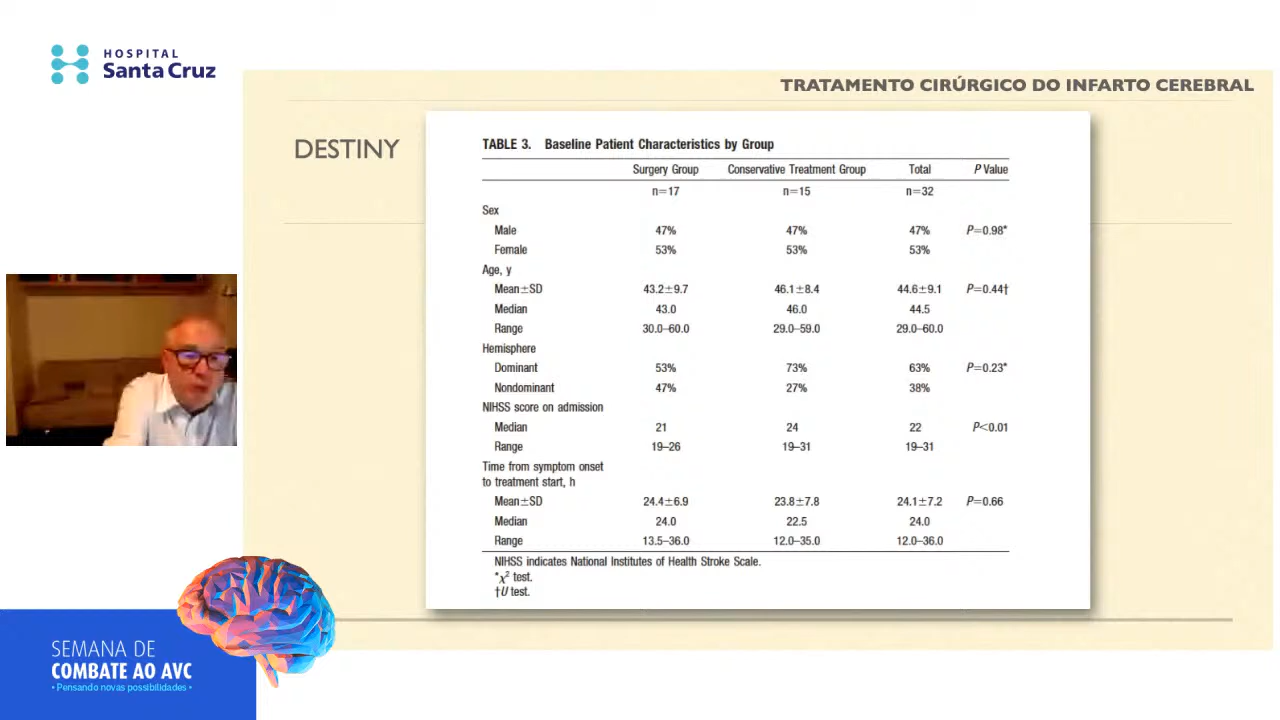 HOSPITAL
Santa Cruz
TRATAMENTO CIRÚRGICO DO INFARTO CEREBRAL
DESTINY
TABLE 3. Baseline Patient Characteristics by Group
Surgery Group Conservative Treatment Group Total P Value
n=17 n=15 n=32
Sex
Male 47% 47% 47% P=0.98*
Female 53% 53% 53%
Age, y
Mean±SD 43.2±9.7 46.1±8.4 44.6±9.1 P=0.44†
Median 43.0 46.0 44.5
Range 30.0–60.0 29.0–59.0 29.0–60.0
Hemisphere
Dominant 53% 73% 63% P=0.23*
Nondominant 47% 27% 38%
NIHSS score on admission
Median 21 24 22 P<0.01
Range 19–26 19–31 19–31
Time from symptom onset
to treatment start, h
Mean±SD 24.4±6.9 23.8±7.8 24.1±7.2 P=0.66
Median 24.0 22.5 24.0
Range 13.5–36.0 12.0–35.0 12.0–36.0
NIHSS indicates National Institutes of Health Stroke Scale.
*χ² test.
†U test.
SEMANA DE
COMBATE AO AVC
• Pensando novas possibilidades •